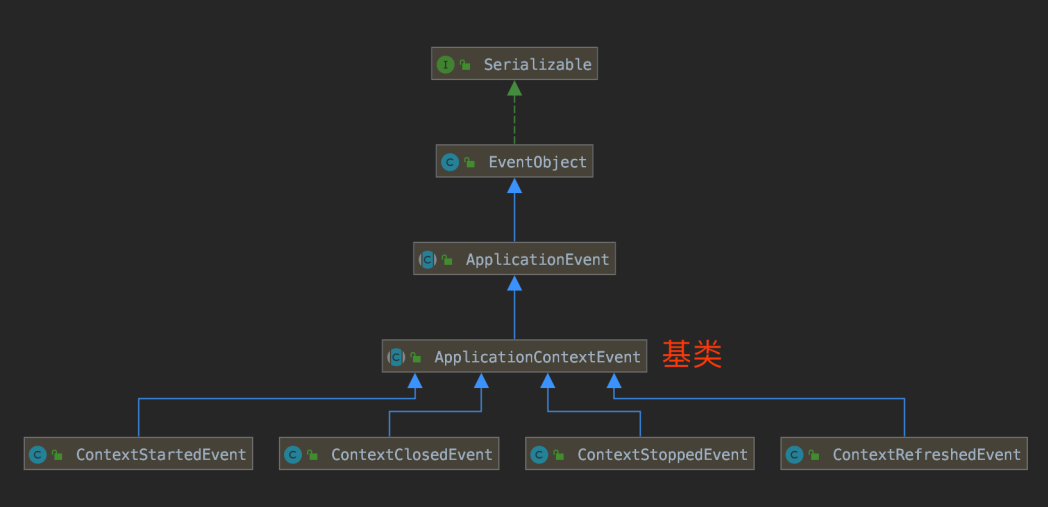 Serializable
EventObject
ApplicationEvent
ApplicationContextEvent 基类
ContextStartedEvent ContextClosedEvent ContextStoppedEvent ContextRefreshedEvent